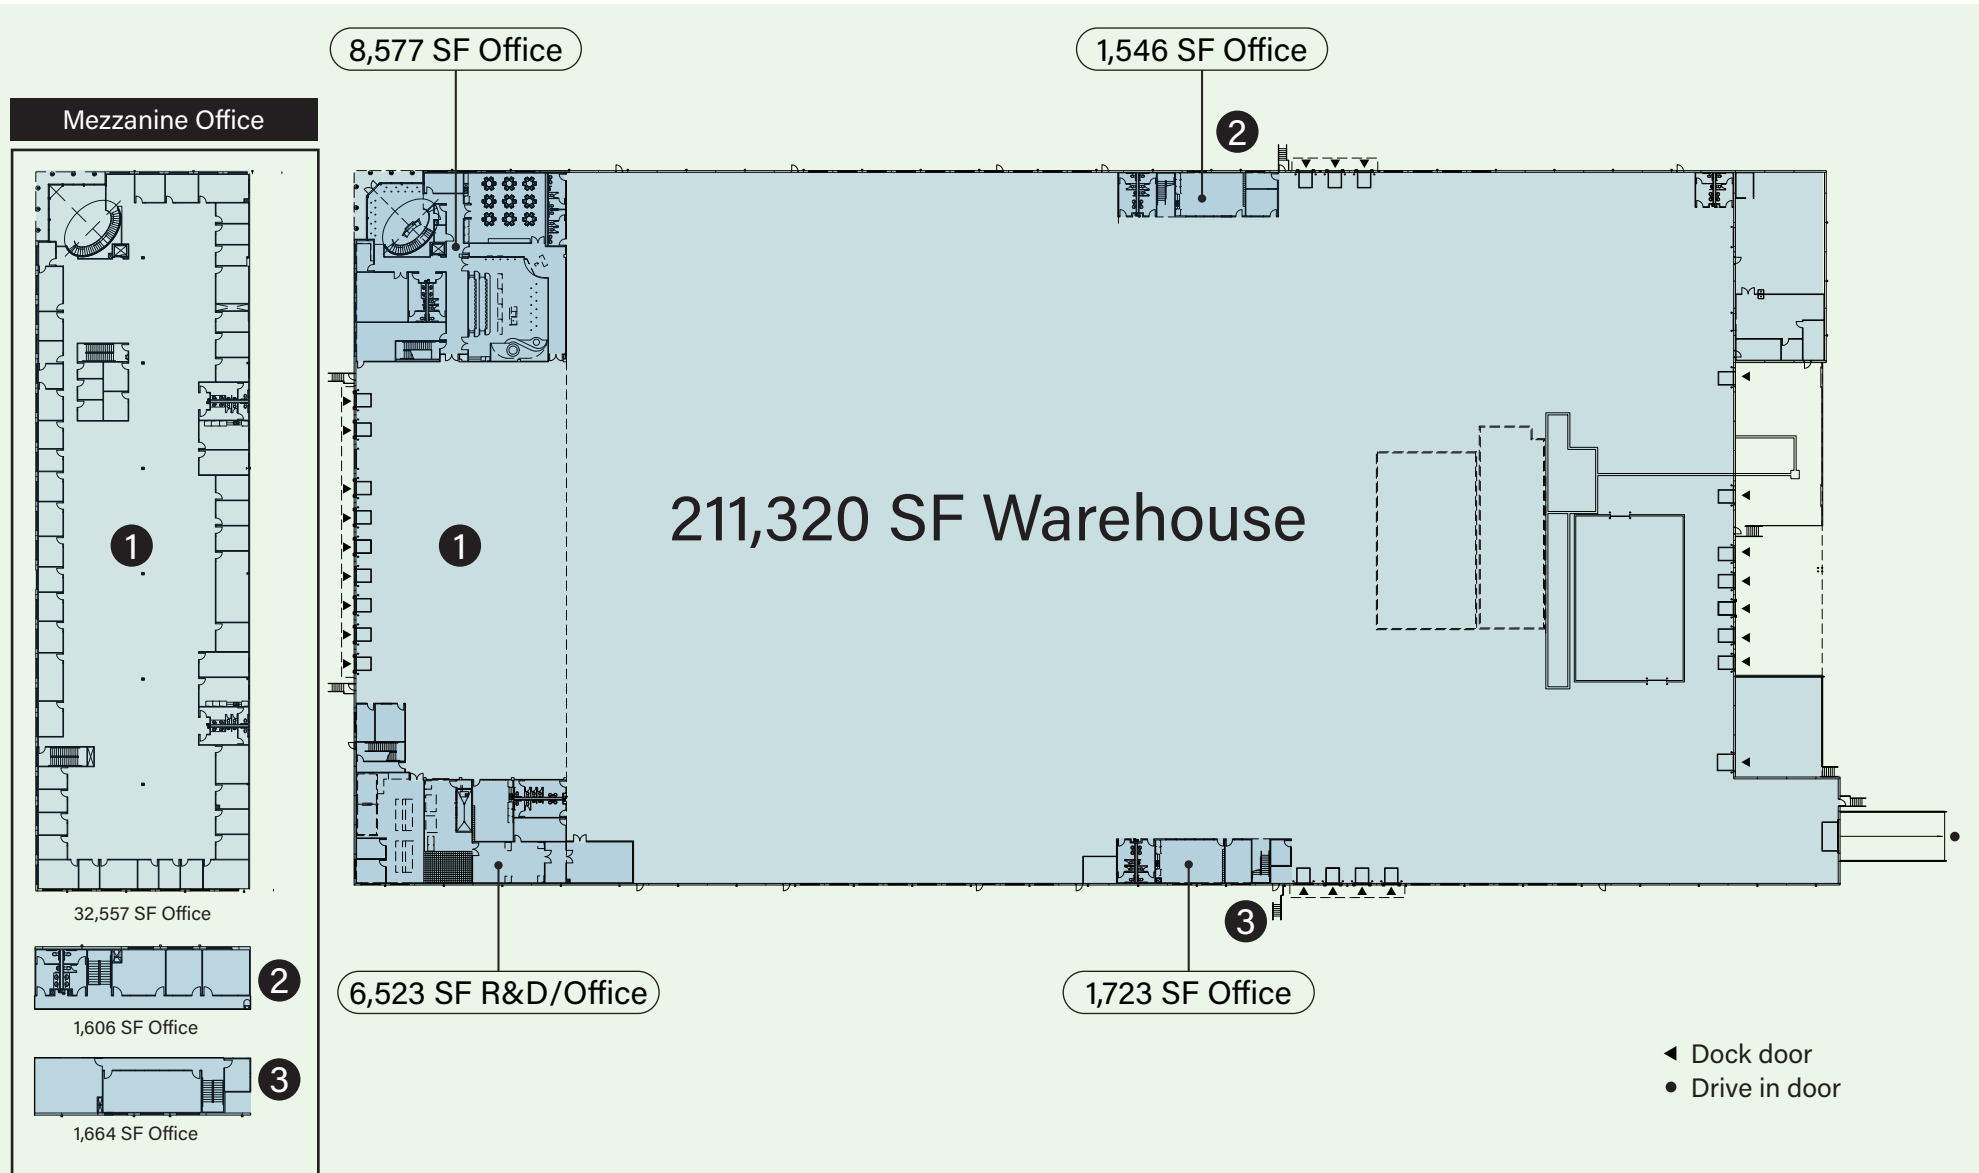 8,577 SF Office
1,546 SF Office
Mezzanine Office
2
1
1
211,320 SF Warehouse
32,557 SF Office
3
2
6,523 SF R&D/Office
1,723 SF Office
1,606 SF Office
3
1,664 SF Office
Dock door
Drive in door